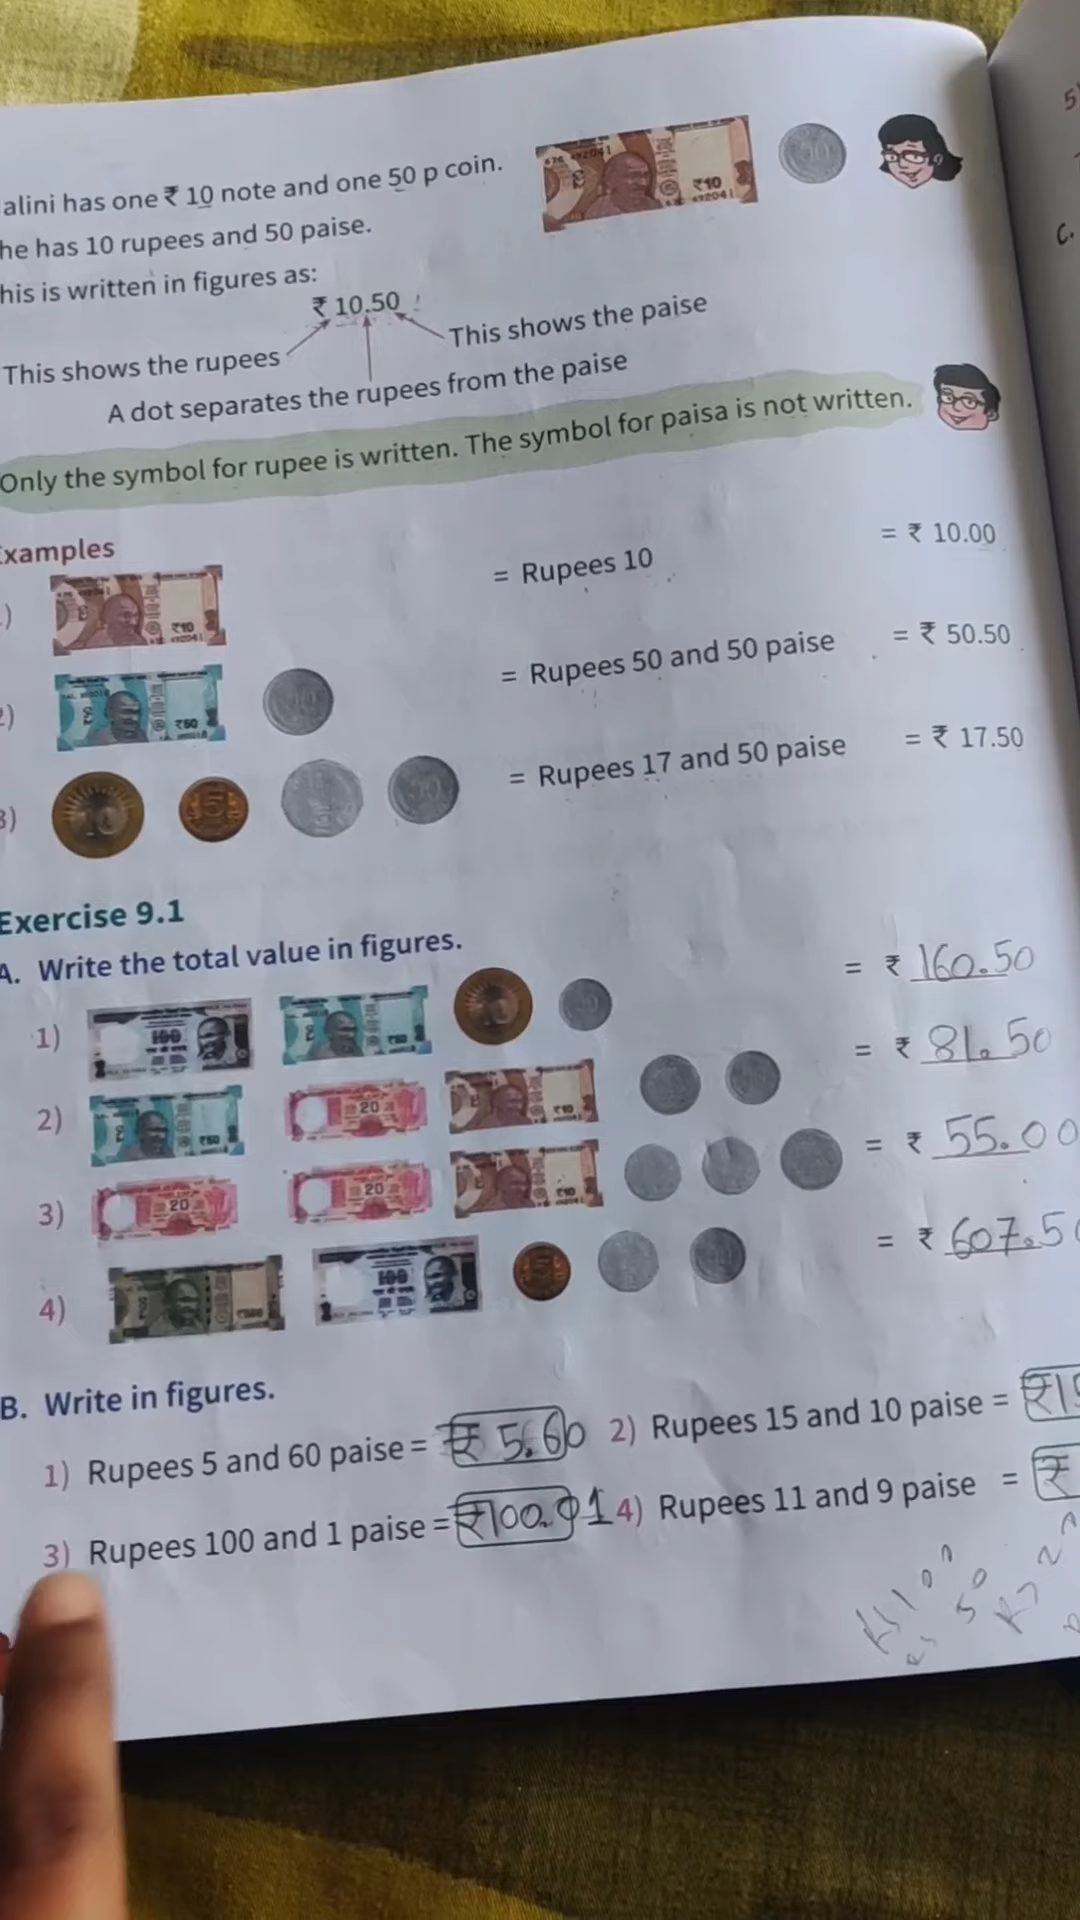 alini has one ₹ 10 note and one 50 p coin.
he has 10 rupees and 50 paise.
his is written in figures as:
₹ 10.50
This shows the rupees
This shows the paise
A dot separates the rupees from the paise
Only the symbol for rupee is written. The symbol for paisa is not written.
xamples
= Rupees 10 = ₹ 10.00
= Rupees 50 and 50 paise = ₹ 50.50
3) = Rupees 17 and 50 paise = ₹ 17.50
Exercise 9.1
A. Write the total value in figures.
1) = ₹ 160.50
2) = ₹ 81.50
3) = ₹ 55.00
4) = ₹ 607.5
B. Write in figures.
1) Rupees 5 and 60 paise = ₹ 5.60 2) Rupees 15 and 10 paise = ₹
3) Rupees 100 and 1 paise = ₹100.01 4) Rupees 11 and 9 paise = ₹